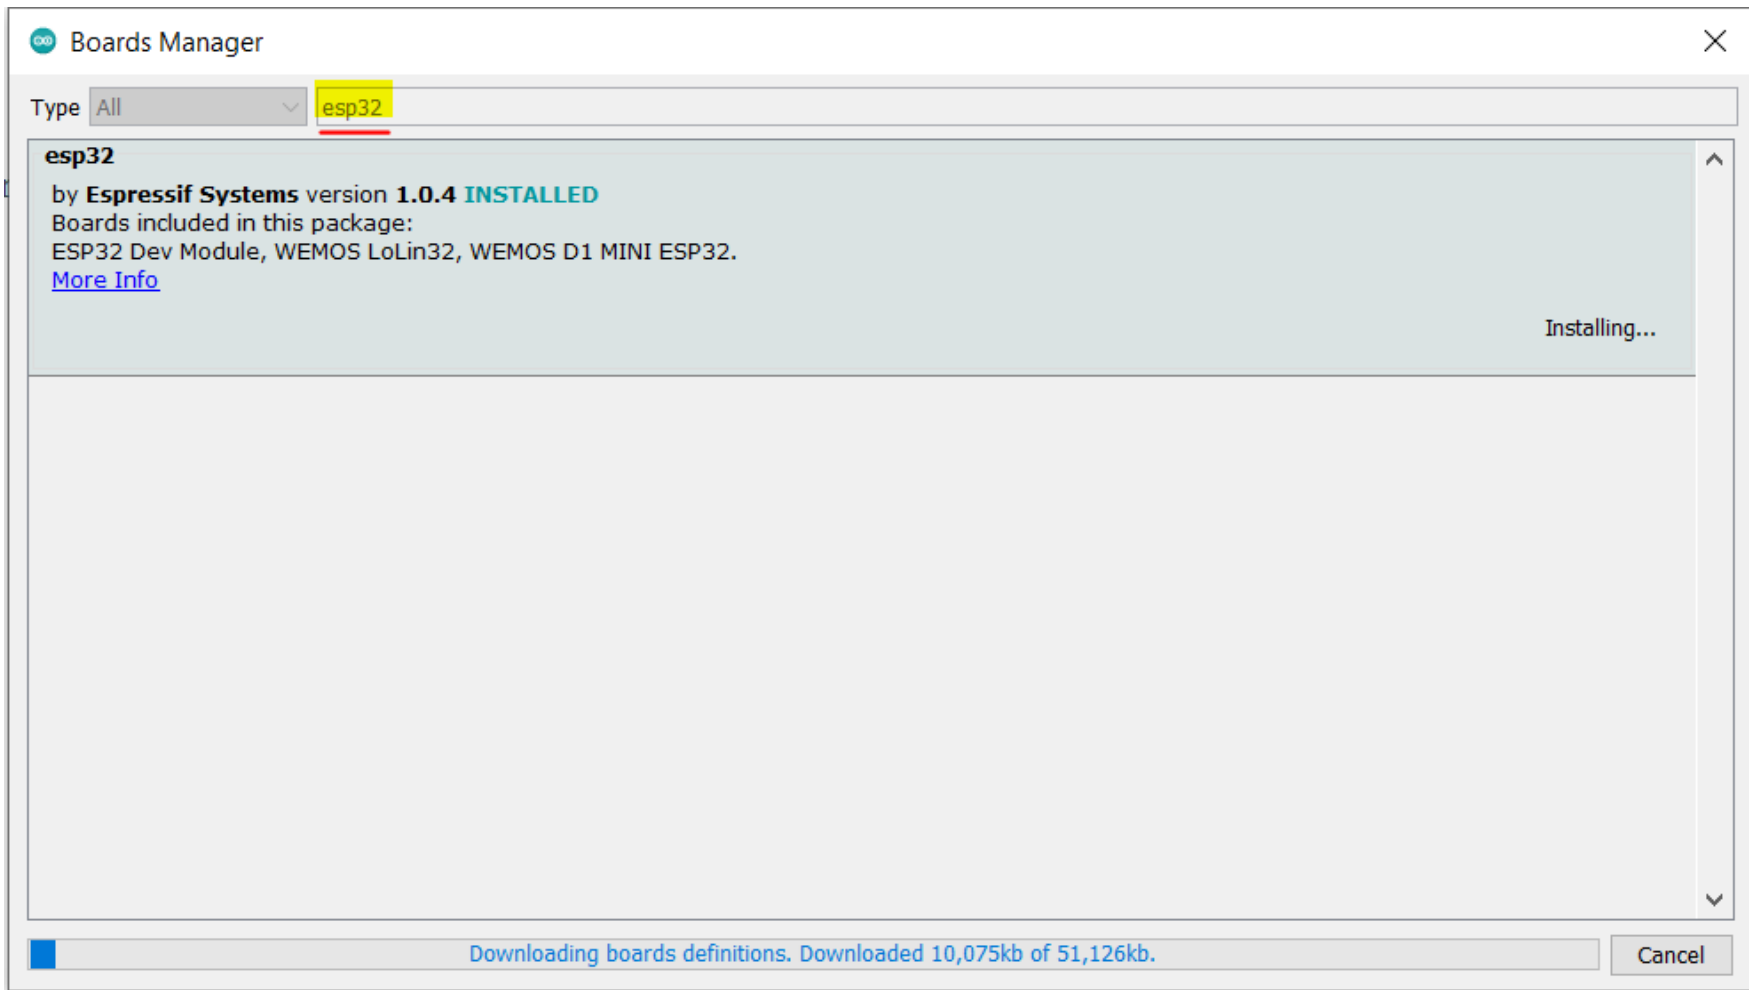 Boards Manager
Type All esp32
esp32
by Espressif Systems version 1.0.4 INSTALLED
Boards included in this package:
ESP32 Dev Module, WEMOS LoLin32, WEMOS D1 MINI ESP32.
More Info
Installing...
Downloading boards definitions. Downloaded 10,075kb of 51,126kb.
Cancel